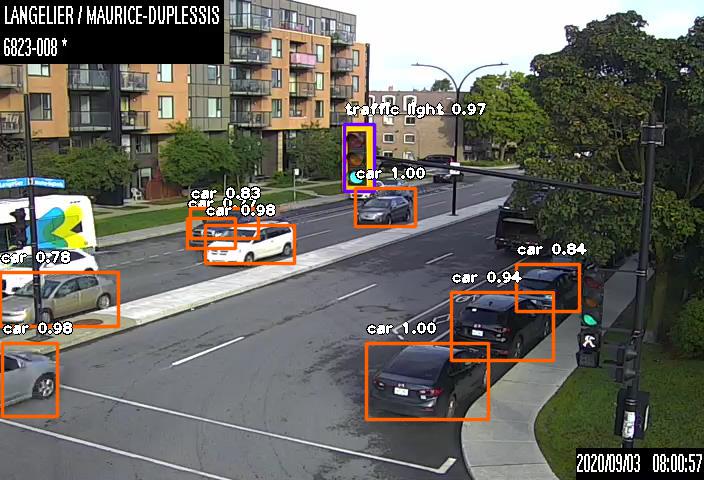 LANGELIER / MAURICE-DUPLESSIS
6823-008 *
traffic light 0.97
car 1.00
car 0.83
car 0.98
car 0.78
car 0.84
car 0.94
car 0.98
car 1.00
2020/09/03 08:00:57